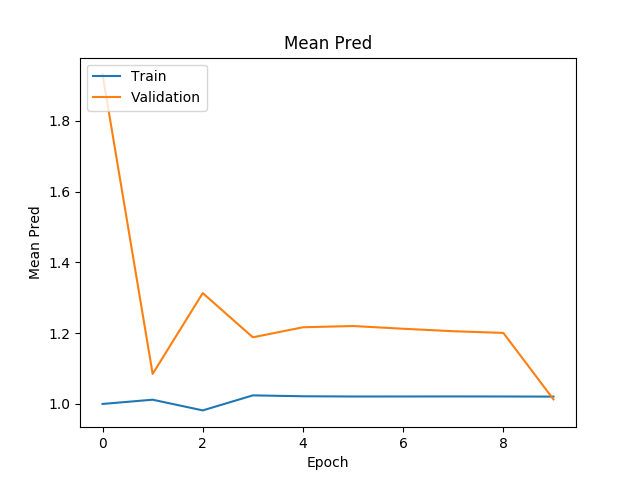 Mean Pred
Train
Validation
Mean Pred
1.8
1.6
1.4
1.2
1.0
0 2 4 6 8
Epoch